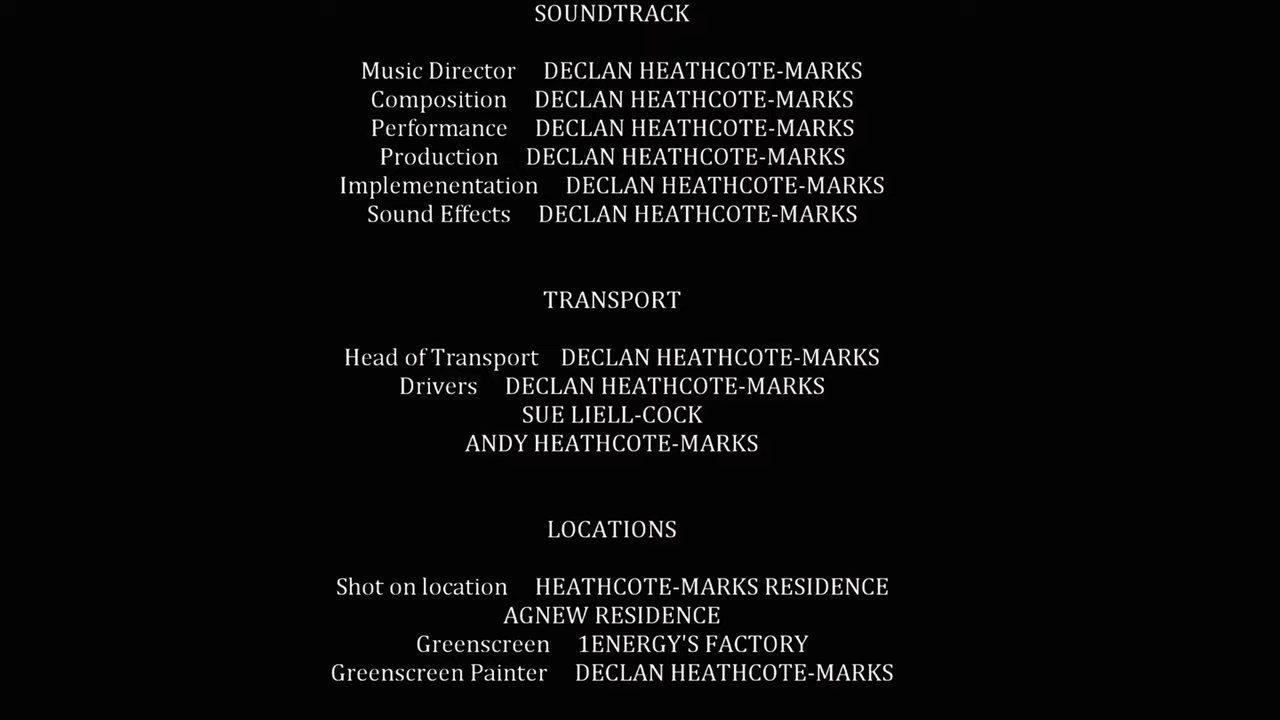 SOUNDTRACK
Music Director DECLAN HEATHCOTE-MARKS
Composition DECLAN HEATHCOTE-MARKS
Performance DECLAN HEATHCOTE-MARKS
Production DECLAN HEATHCOTE-MARKS
Implemenentation DECLAN HEATHCOTE-MARKS
Sound Effects DECLAN HEATHCOTE-MARKS
TRANSPORT
Head of Transport DECLAN HEATHCOTE-MARKS
Drivers DECLAN HEATHCOTE-MARKS
SUE LIELL-COCK
ANDY HEATHCOTE-MARKS
LOCATIONS
Shot on location HEATHCOTE-MARKS RESIDENCE
AGNEW RESIDENCE
Greenscreen 1ENERGY'S FACTORY
Greenscreen Painter DECLAN HEATHCOTE-MARKS